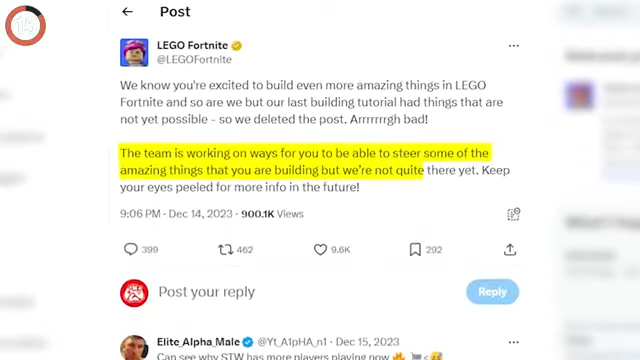 15
Post
LEGO Fortnite
@LEGOFortnite
We know you're excited to build even more amazing things in LEGO
Fortnite and so are we but our last building tutorial had things that are
not yet possible - so we deleted the post. Arrrrrrgh bad!
The team is working on ways for you to be able to steer some of the
amazing things that you are building but we're not quite there yet. Keep
your eyes peeled for more info in the future!
9:06 PM · Dec 14, 2023 · 900.1K Views
399 462 9.6K 292
Post your reply Reply
Elite_Alpha_Male @Yt_A1pHA_n1 · Dec 15, 2023
Can see why STW has more players playing now 🔥